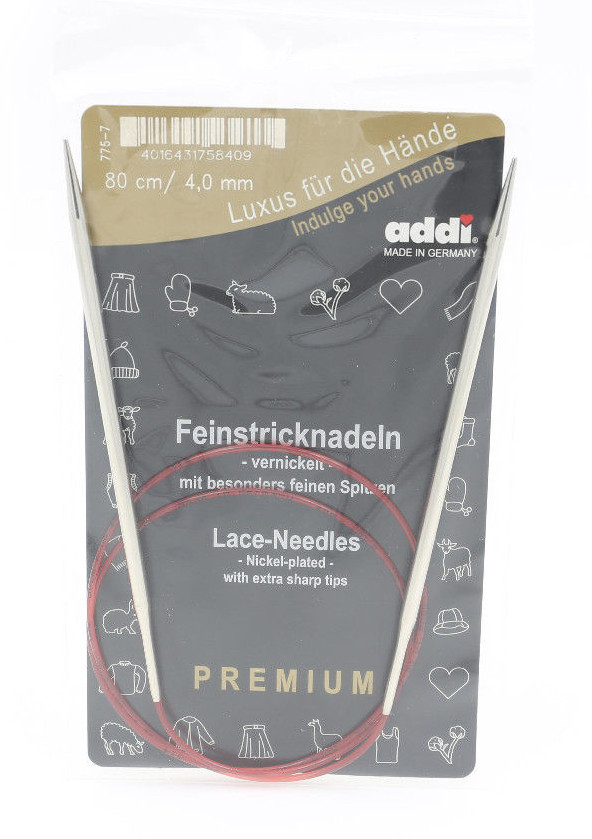 775-7
4016431758409
80 cm/ 4,0 mm
Luxus für die Hände
Indulge your hands
addi®
MADE IN GERMANY
Feinstricknadeln
- vernickelt -
mit besonders feinen Spitzen
Lace-Needles
- Nickel-plated -
with extra sharp tips
PREMIUM